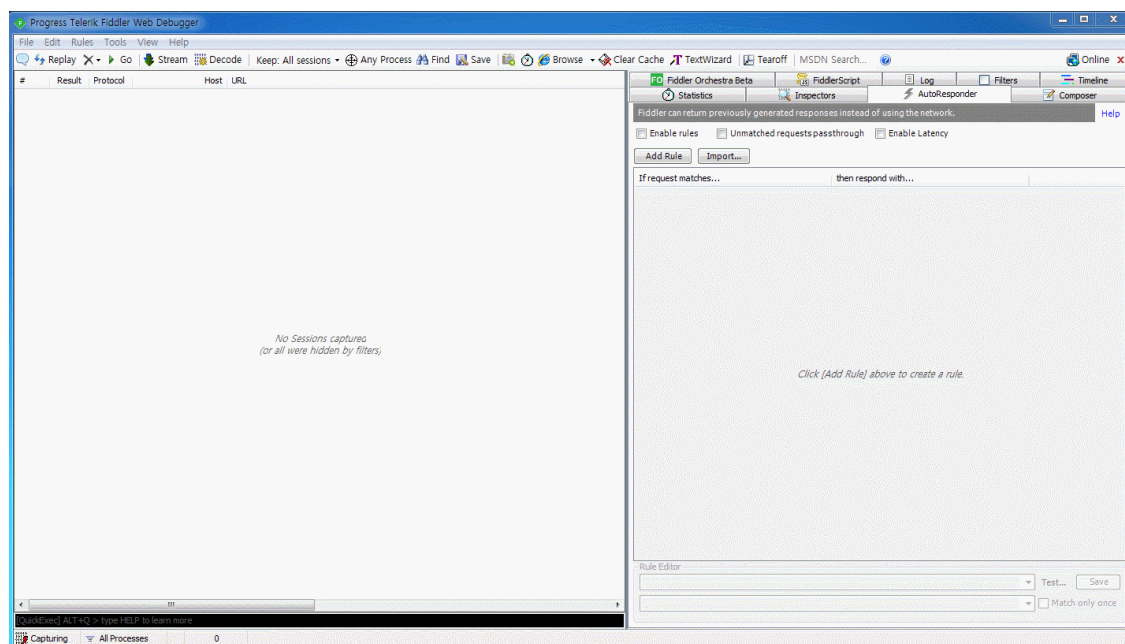 Progress Telerik Fiddler Web Debugger
File Edit Rules Tools View Help
Replay Go Stream Decode Keep: All sessions Any Process Find Save Browse Clear Cache TextWizard Tearoff MSDN Search... Online x
# Result Protocol Host URL
FO Fiddler Orchestra Beta FiddlerScript Log Filters Timeline
Statistics Inspectors AutoResponder Composer
Fiddler can return previously generated responses instead of using the network. Help
Enable rules Unmatched requests passthrough Enable Latency
Add Rule Import...
If request matches... then respond with...
No Sessions captured
(or all were hidden by filters)
Click [Add Rule] above to create a rule.
Rule Editor
Test... Save
Match only once
[QuickExec] ALT+Q > type HELP to learn more
Capturing All Processes 0